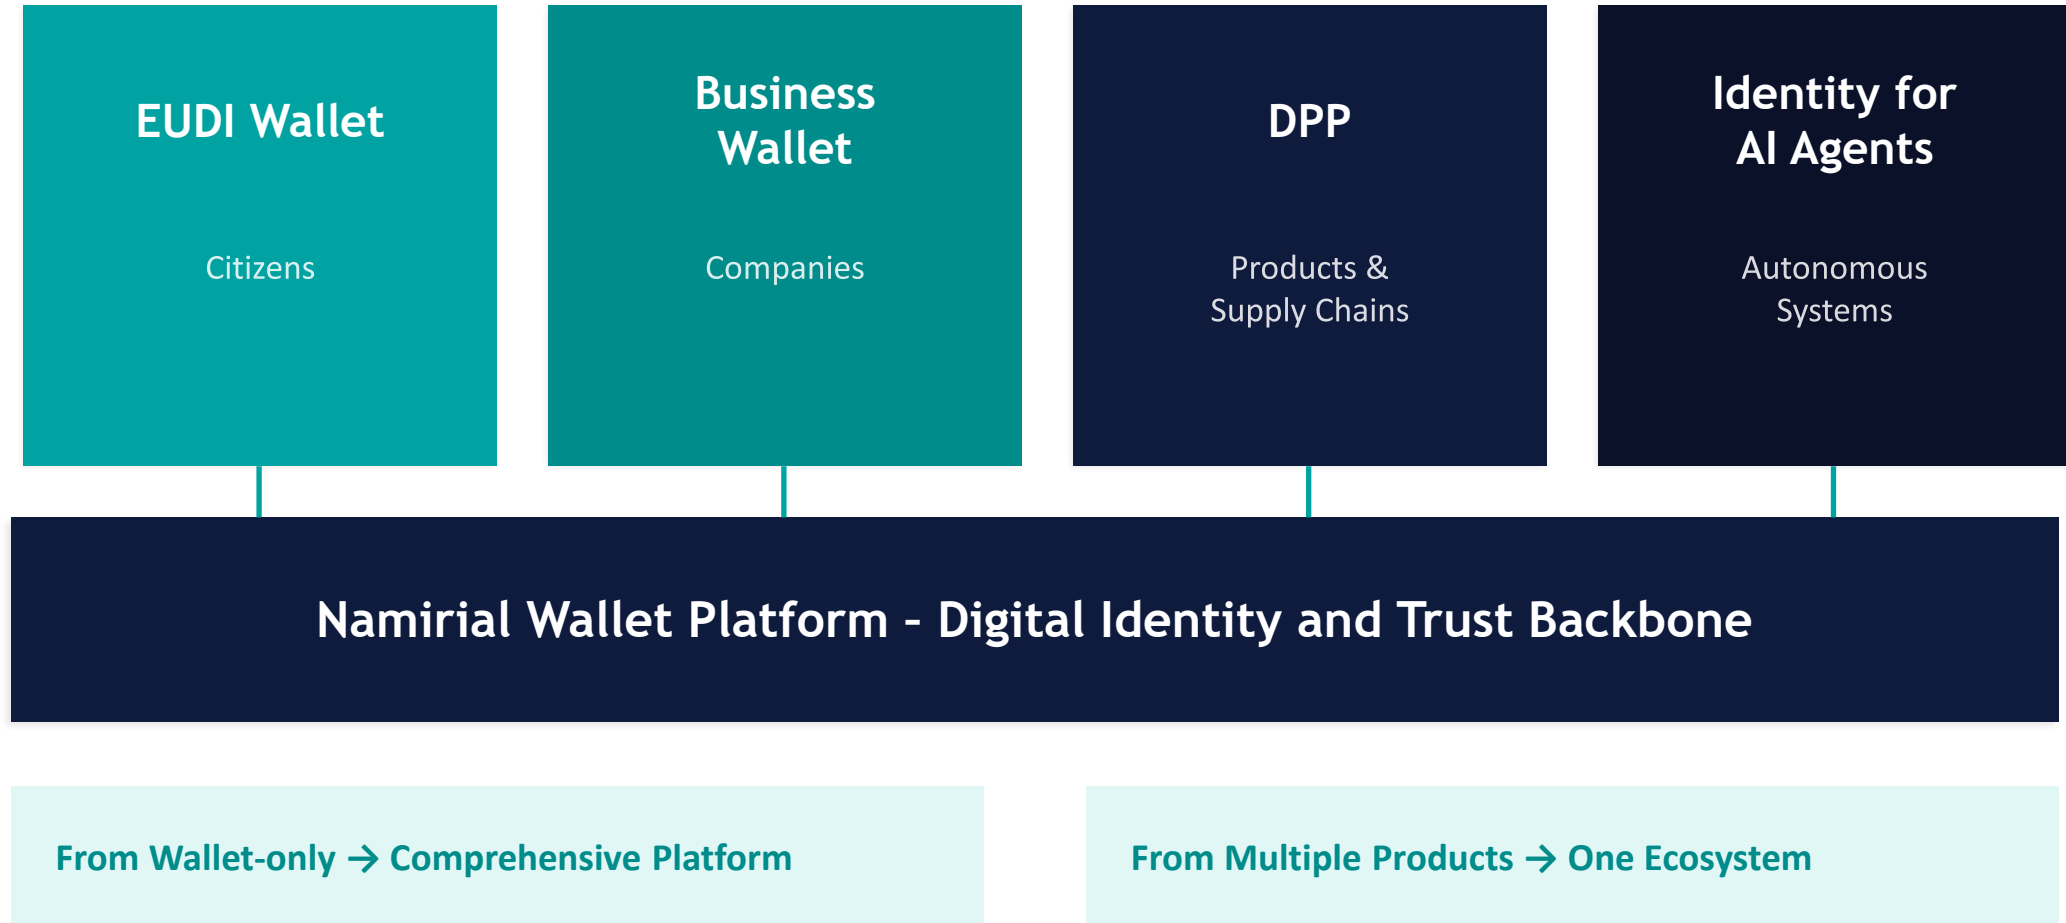 EUDI Wallet
Citizens
Business
Wallet
Companies
DPP
Products &
Supply Chains
Identity for
AI Agents
Autonomous
Systems
Namirial Wallet Platform – Digital Identity and Trust Backbone
From Wallet-only → Comprehensive Platform
From Multiple Products → One Ecosystem